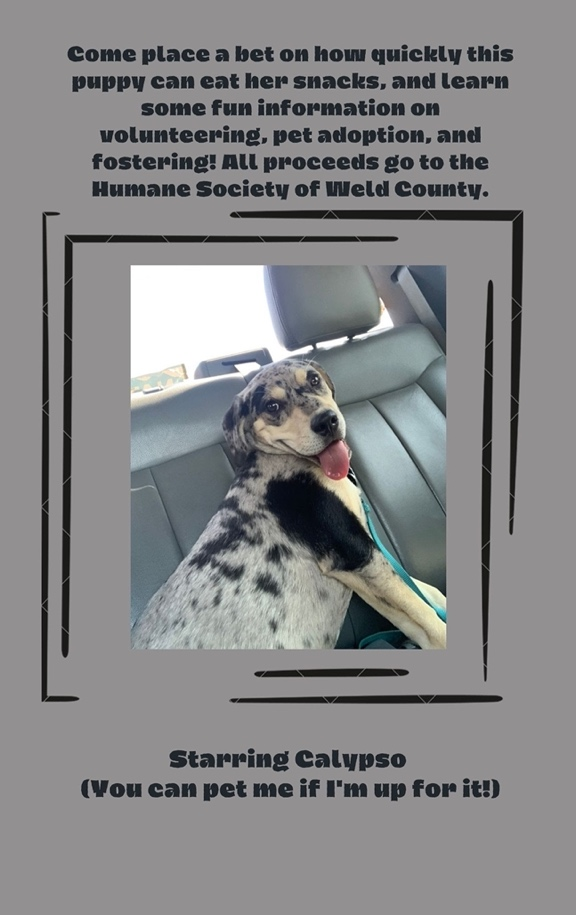 Come place a bet on how quickly this
puppy can eat her snacks, and learn
some fun information on
volunteering, pet adoption, and
fostering! All proceeds go to the
Humane Society of Weld County.
Starring Calypso
(You can pet me if I'm up for it!)